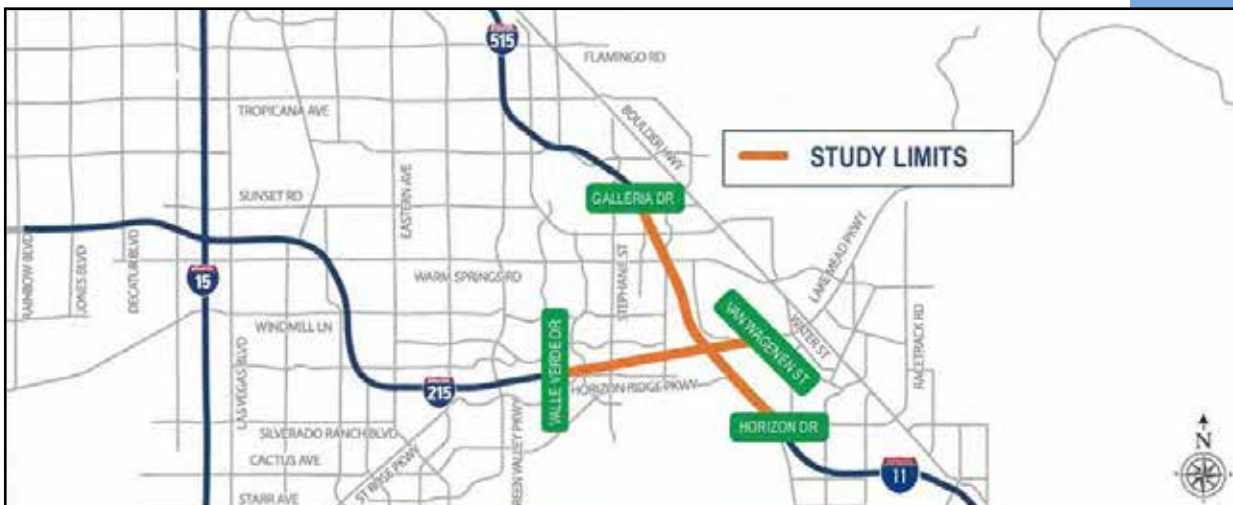 515
FLAMINGO RD
TROPICANA AVE
BOULDER HWY
STUDY LIMITS
GALLERIA DR
SUNSET RD
EASTERN AVE
STEPHANIE ST
LAKE MEAD PKWY
RAINBOW BLVD
JONES BLVD
DECATUR BLVD
15
WARM SPRINGS RD
WINDMILL LN
VALLE VERDE DR
VAN WAGENEN ST
WATER ST
RACETRACK RD
LAS VEGAS BLVD
215
HORIZON RIDGE PKWY
SILVERADO RANCH BLVD
HORIZON DR
CACTUS AVE
ST RIDGE PKWY
REEN VALLEY PKWY
11
STARR AVE
N